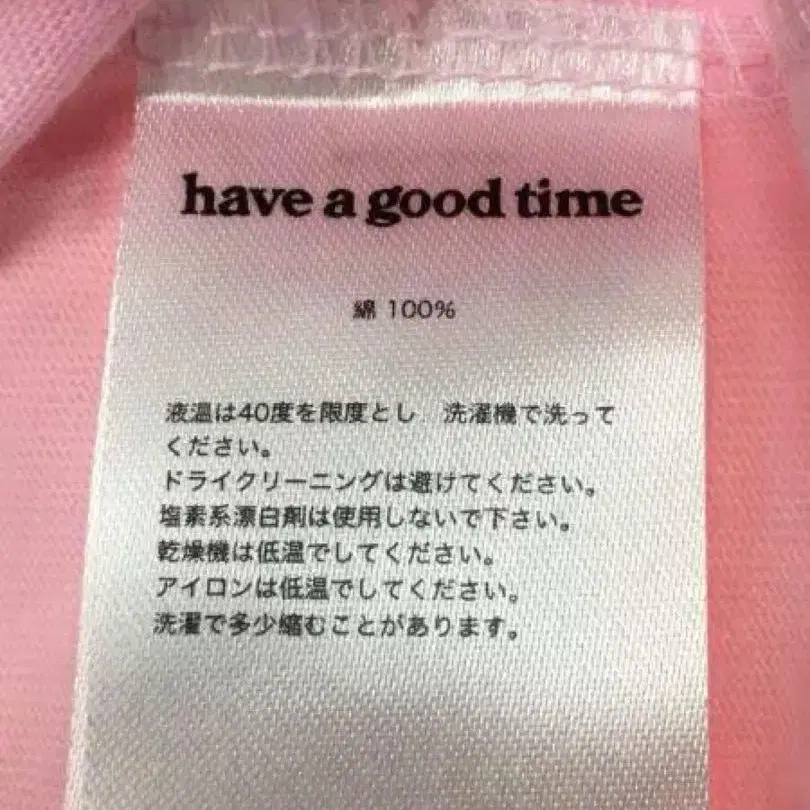 have a good time
綿 100%
液温は40度を限度とし 洗濯機で洗って
ください。
ドライクリーニングは避けてください。
塩素系漂白剤は使用しないで下さい。
乾燥機は低温でしてください。
アイロンは低温でしてください。
洗濯で多少縮むことがあります。